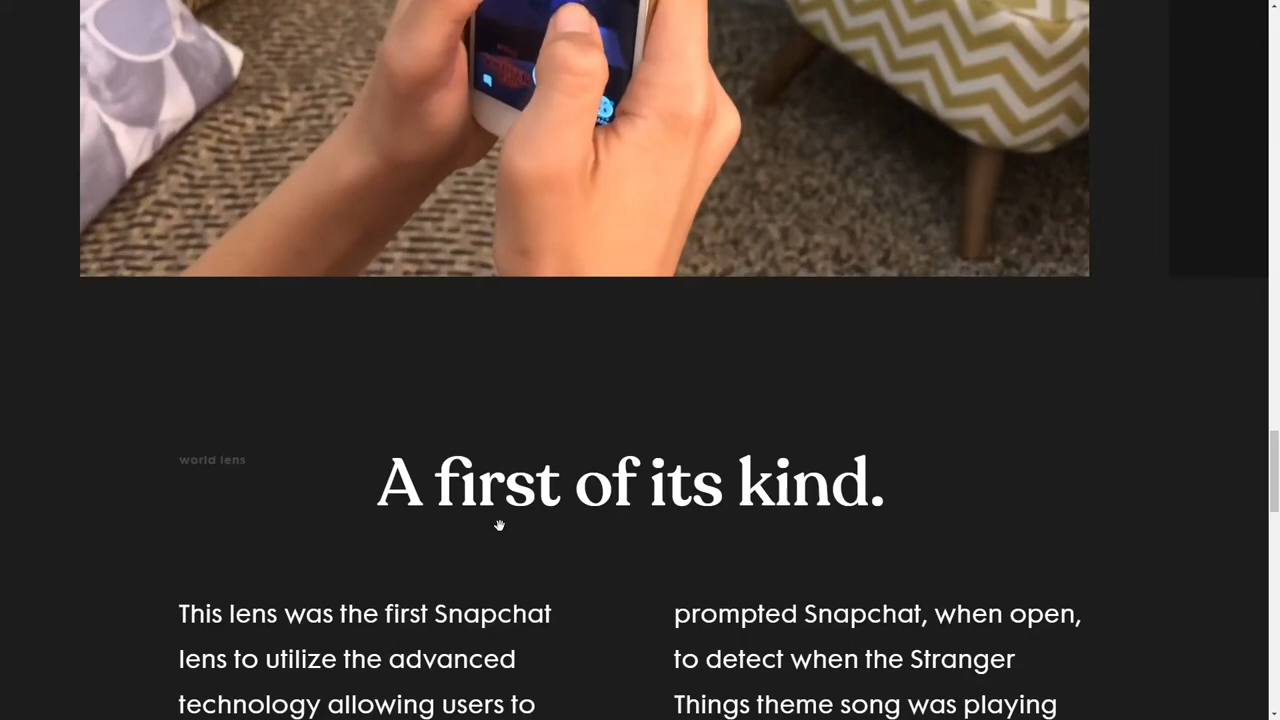 world lens
A first of its kind.
This lens was the first Snapchat
lens to utilize the advanced
technology allowing users to
prompted Snapchat, when open,
to detect when the Stranger
Things theme song was playing